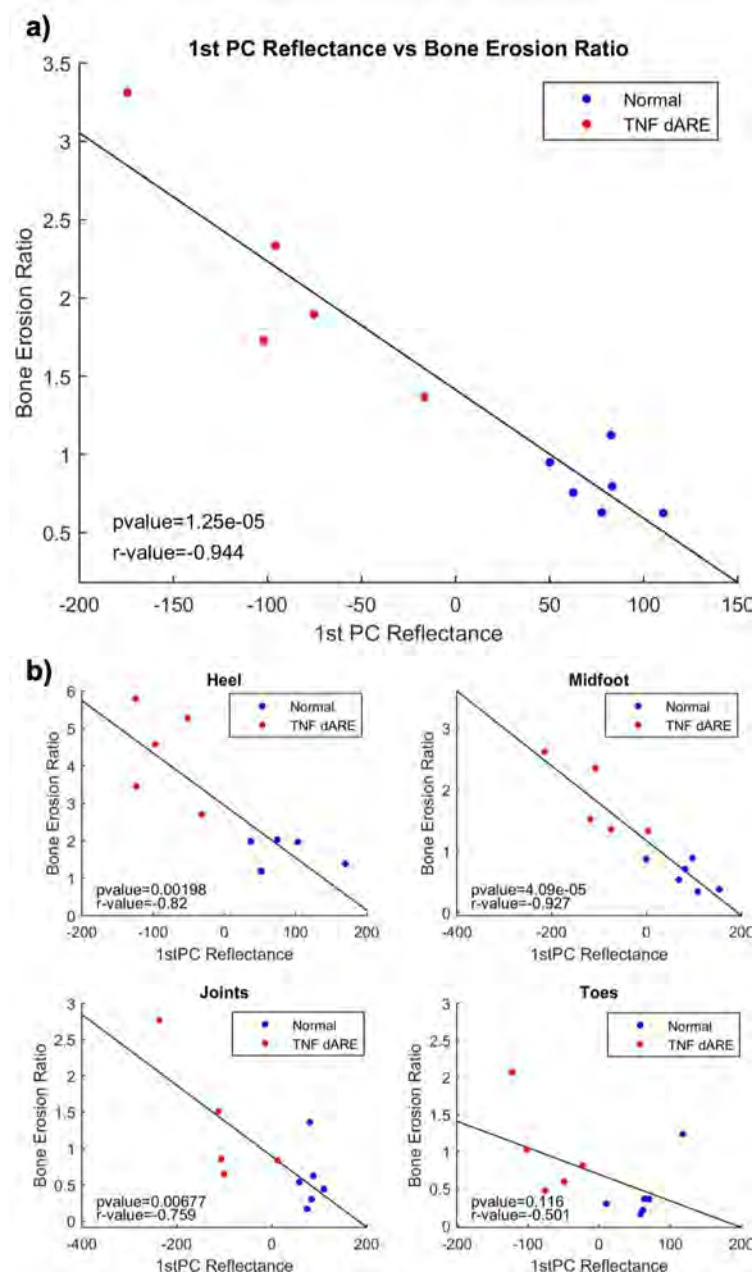 a)
1st PC Reflectance vs Bone Erosion Ratio
3.5
3
2.5
2
1.5
1
0.5
Bone Erosion Ratio
Normal
TNF dARE
pvalue=1.25e-05
r-value=-0.944
-200 -150 -100 -50 0 50 100 150
1st PC Reflectance
b)
Heel
6
5
4
3
2
1
0
Bone Erosion Ratio
Normal
TNF dARE
pvalue=0.00198
r-value=-0.82
-200 -100 0 100 200
1stPC Reflectance
Midfoot
3
2
1
0
Bone Erosion Ratio
Normal
TNF dARE
pvalue=4.09e-05
r-value=-0.927
-400 -200 0 200
1stPC Reflectance
Joints
3
2.5
2
1.5
1
0.5
0
Bone Erosion Ratio
Normal
TNF dARE
pvalue=0.00677
r-value=-0.759
-400 -200 0 200
1stPC Reflectance
Toes
3
2.5
2
1.5
1
0.5
0
Bone Erosion Ratio
Normal
TNF dARE
pvalue=0.116
r-value=-0.501
-200 -100 0 100 200
1stPC Reflectance